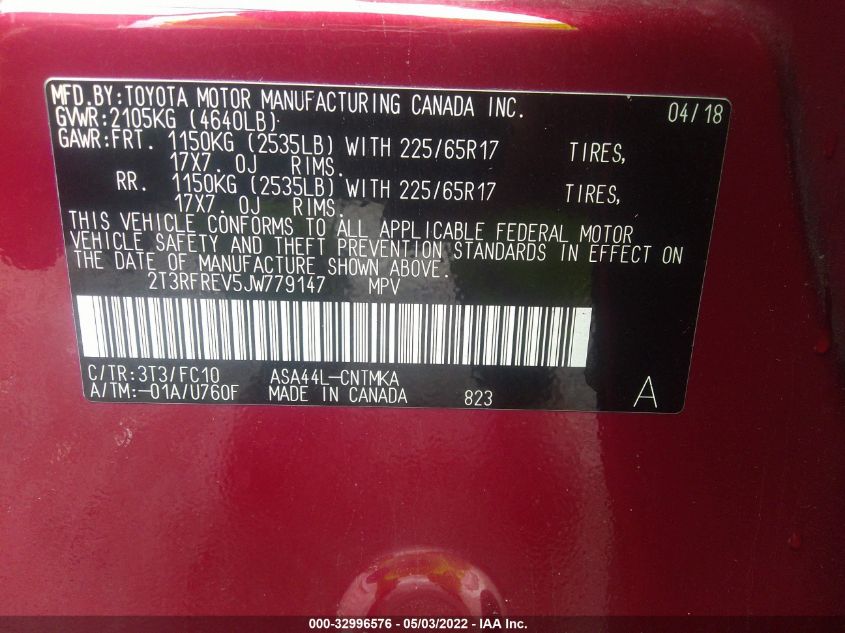 MFD.BY:TOYOTA MOTOR MANUFACTURING CANADA INC. 04/18
GVWR:2105KG (4640LB)
GAWR:FRT. 1150KG (2535LB) WITH 225/65R17 TIRES,
17X7. OJ RIMS.
RR. 1150KG (2535LB) WITH 225/65R17 TIRES,
17X7. OJ RIMS.
THIS VEHICLE CONFORMS TO ALL APPLICABLE FEDERAL MOTOR
VEHICLE SAFETY AND THEFT PREVENTION STANDARDS IN EFFECT ON
THE DATE OF MANUFACTURE SHOWN ABOVE.
2T3RFREV5JW779147 MPV
C/TR:3T3/FC10 ASA44L-CNTMKA
A/TM:-01A/U760F MADE IN CANADA 823 A
000-32996576 - 05/03/2022 - IAA Inc.